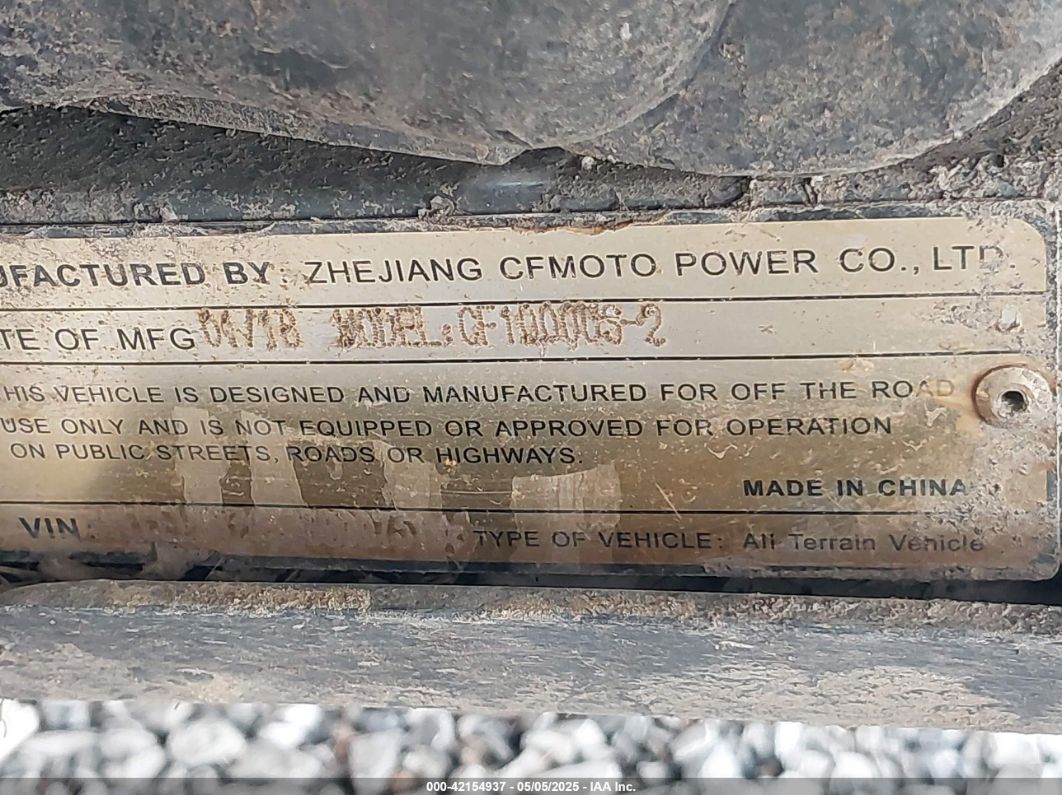 UFACTURED BY: ZHEJIANG CFMOTO POWER CO., LTD.
TE OF MFG 01/18 MODEL:CF1000US-2
HIS VEHICLE IS DESIGNED AND MANUFACTURED FOR OFF THE ROAD
USE ONLY AND IS NOT EQUIPPED OR APPROVED FOR OPERATION
ON PUBLIC STREETS, ROADS OR HIGHWAYS.
MADE IN CHINA
VIN: TYPE OF VEHICLE: All Terrain Vehicle
000-42154937 - 05/05/2025 - IAA Inc.